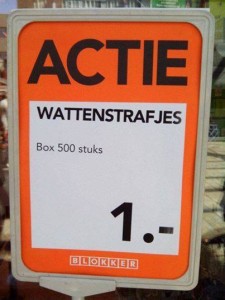 ACTIE
WATTENSTRAFJES
Box 500 stuks
1.-
BLOKKER